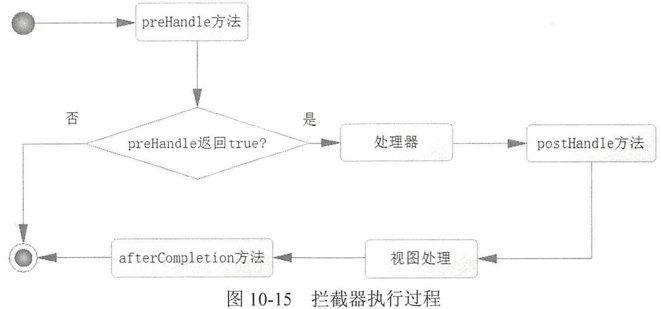 preHandle方法
否
是
preHandle返回true?
处理器
postHandle方法
afterCompletion方法
视图处理
图 10-15 拦截器执行过程